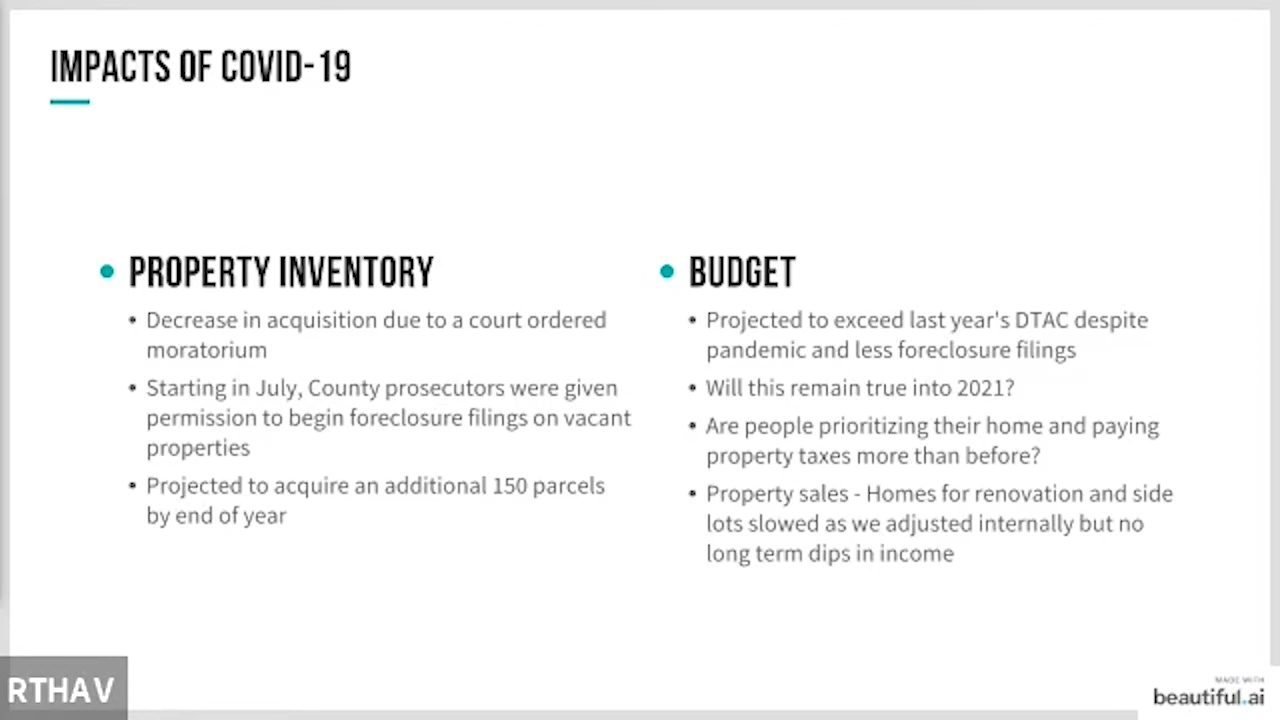 IMPACTS OF COVID-19
PROPERTY INVENTORY
• Decrease in acquisition due to a court ordered
moratorium
• Starting in July, County prosecutors were given
permission to begin foreclosure filings on vacant
properties
• Projected to acquire an additional 150 parcels
by end of year
BUDGET
• Projected to exceed last year's DTAC despite
pandemic and less foreclosure filings
• Will this remain true into 2021?
• Are people prioritizing their home and paying
property taxes more than before?
• Property sales - Homes for renovation and side
lots slowed as we adjusted internally but no
long term dips in income
RTHAV
MADE WITH
beautiful.ai